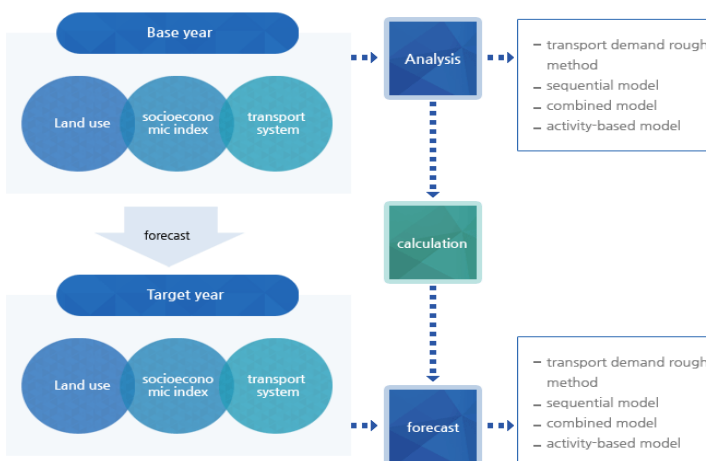 Base year
Land use
socioecono
mic index
transport
system
Analysis
– transport demand rough
method
– sequential model
– combined model
– activity-based model
forecast
calculation
Target year
Land use
socioecono
mic index
transport
system
forecast
– transport demand rough
method
– sequential model
– combined model
– activity-based model